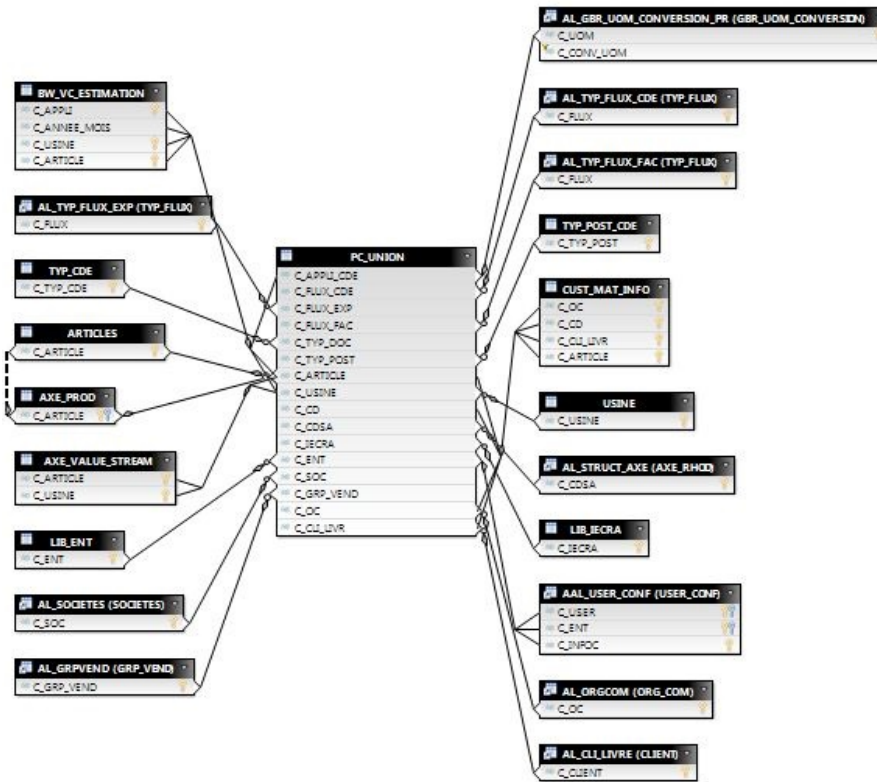 BW_VC_ESTIMATION
C_APPLI
C_ANNEE_MOIS
C_USINE
C_ARTICLE
AL_TYP_FLUX_EXP (TYP_FLUX)
C_FLUX
TYP_CDE
C_TYP_CDE
ARTICLES
C_ARTICLE
AXE_PROD
C_ARTICLE
AXE_VALUE_STREAM
C_ARTICLE
C_USINE
LIB_ENT
C_ENT
AL_SOCIETES (SOCIETES)
C_SOC
AL_GRPVEND (GRP_VEND)
C_GRP_VEND
PC_UNION
C_APPLI_CDE
C_FLUX_CDE
C_FLUX_EXP
C_FLUX_FAC
C_TYP_DOC
C_TYP_POST
C_ARTICLE
C_USINE
C_CD
C_CDSA
C_IECRA
C_ENT
C_SOC
C_GRP_VEND
C_OC
C_CLI_LIVR
AL_GBR_UOM_CONVERSION_PR (GBR_UOM_CONVERSION)
C_UOM
C_CONV_UOM
AL_TYP_FLUX_CDE (TYP_FLUX)
C_FLUX
AL_TYP_FLUX_FAC (TYP_FLUX)
C_FLUX
TYP_POST_CDE
C_TYP_POST
CUST_MAT_INFO
C_OC
C_CD
C_CLI_LIVR
C_ARTICLE
USINE
C_USINE
AL_STRUCT_AXE (AXE_RHOD)
C_CDSA
LIB_IECRA
C_IECRA
AAL_USER_CONF (USER_CONF)
C_USER
C_ENT
C_INFOC
AL_ORGCOM (ORG_COM)
C_OC
AL_CLI_LIVRE (CLIENT)
C_CLIENT